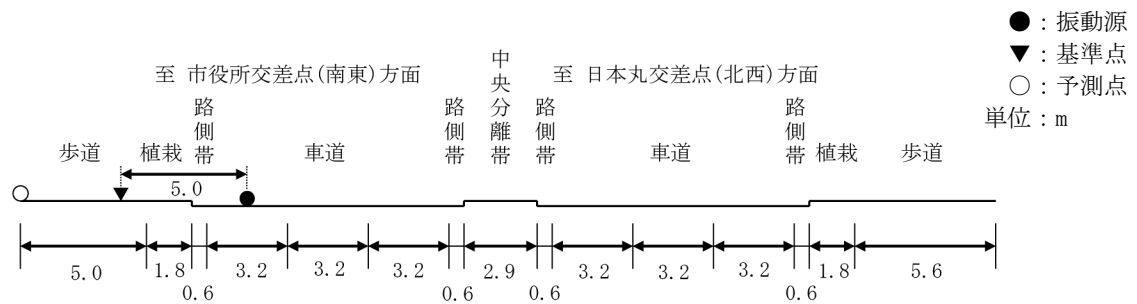 ●：振動源
▼：基準点
○：予測点
単位：m
至 市役所交差点(南東)方面
中央分離帯
至 日本丸交差点(北西)方面
歩道
植栽
路側帯
車道
路側帯
路側帯
車道
路側帯
植栽
歩道
5.0
5.0
1.8
0.6
3.2
3.2
3.2
0.6
2.9
0.6
3.2
3.2
3.2
0.6
1.8
5.6